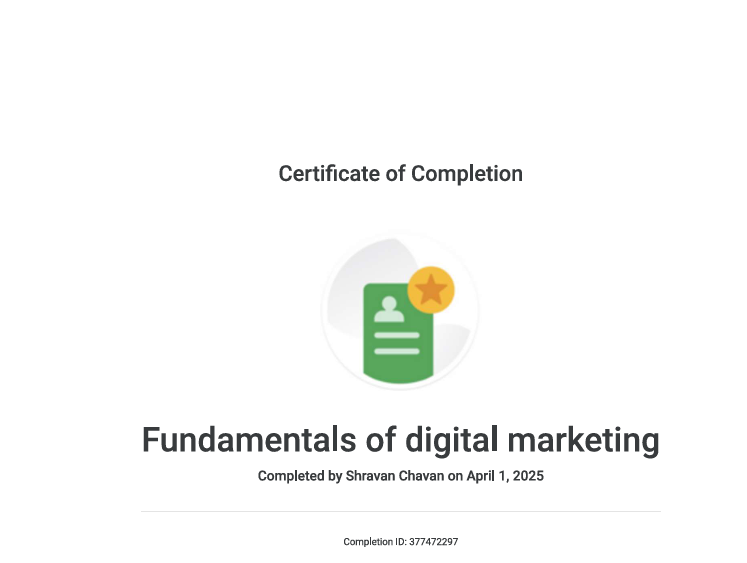 Certificate of Completion
Fundamentals of digital marketing
Completed by Shravan Chavan on April 1, 2025
Completion ID: 377472297